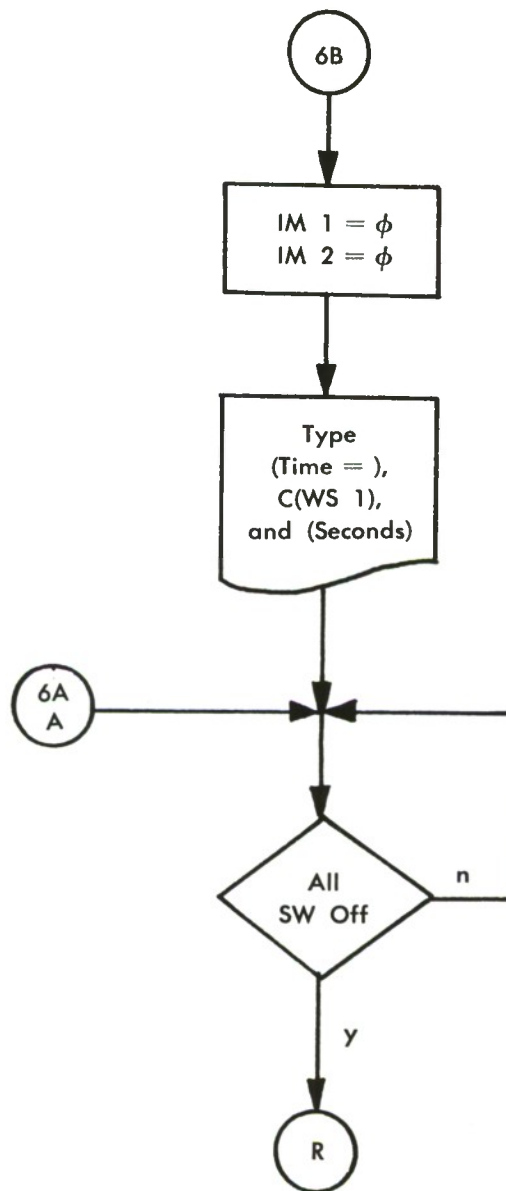 6B
IM 1 = ϕ
IM 2 = ϕ
Type
(Time = ),
C(WS 1),
and (Seconds)
6A
A
All
SW Off
n
y
R